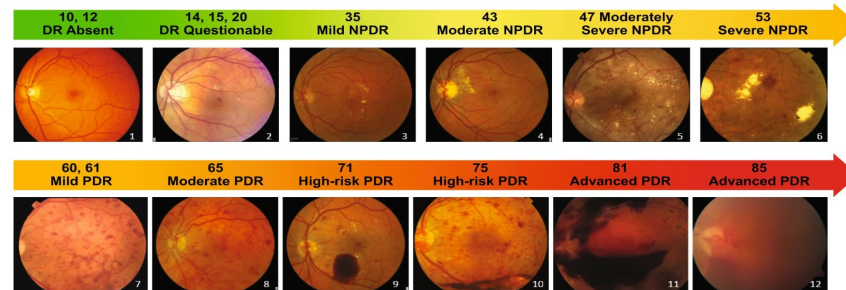 10, 12 14, 15, 20 35 43 47 Moderately 53
DR Absent DR Questionable Mild NPDR Moderate NPDR Severe NPDR Severe NPDR
1 2 3 4 5 6
60, 61 65 71 75 81 85
Mild PDR Moderate PDR High-risk PDR High-risk PDR Advanced PDR Advanced PDR
7 8 9 10 11 12